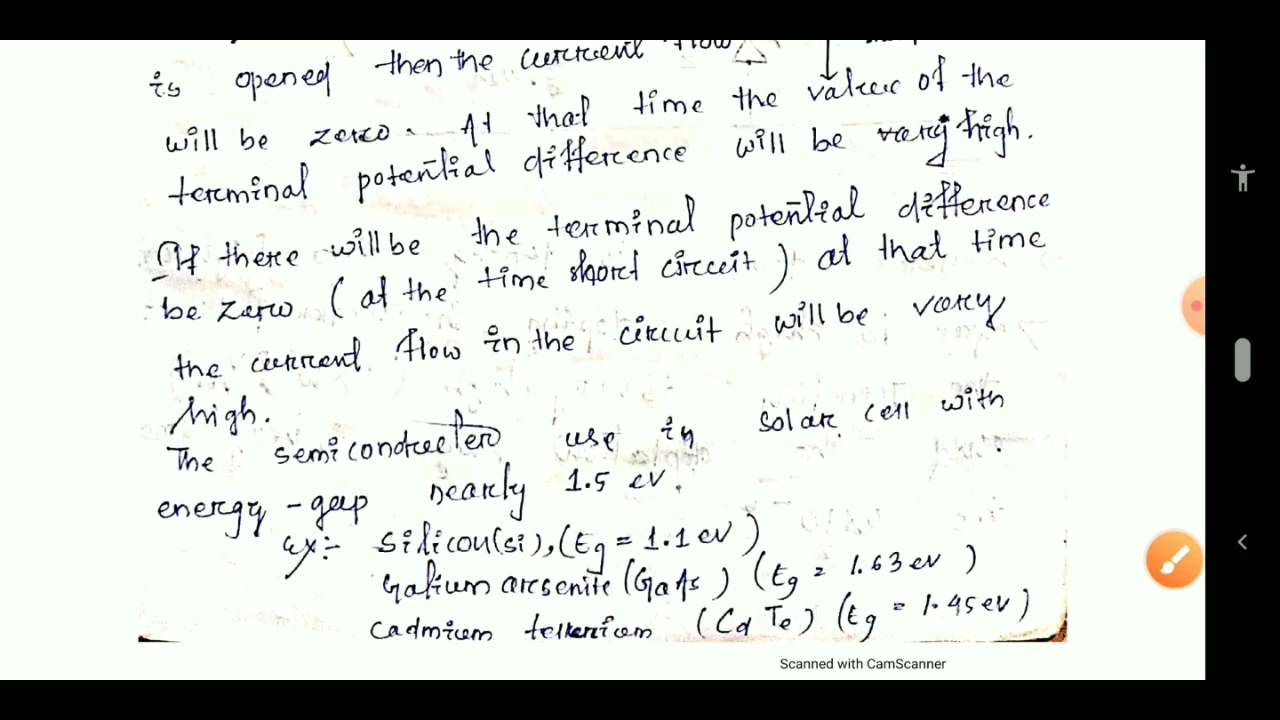 is opened then the current flow
will be zero. At that time the value of the
terminal potential difference will be very high.
If there will be the terminal potential difference
be zero (at the time short circuit) at that time
the current flow in the circuit will be vary
high.
The semiconductor use in solar cell with
energy-gap nearly 1.5 ev.
ex:- silicon(si), (Eg = 1.1 ev)
Galium arsenite (GaAs) (Eg = 1.63 ev)
Cadmium tellerium (Cd Te) (Eg = 1.45 ev)
Scanned with CamScanner